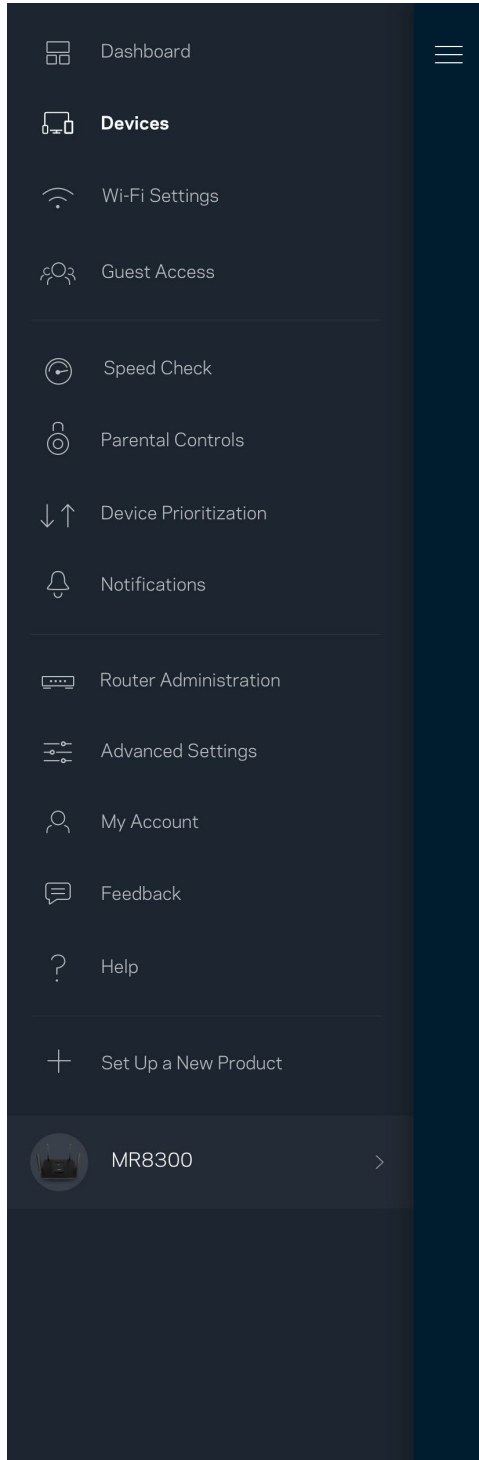 Dashboard
Devices
Wi-Fi Settings
Guest Access
Speed Check
Parental Controls
Device Prioritization
Notifications
Router Administration
Advanced Settings
My Account
Feedback
Help
Set Up a New Product
MR8300